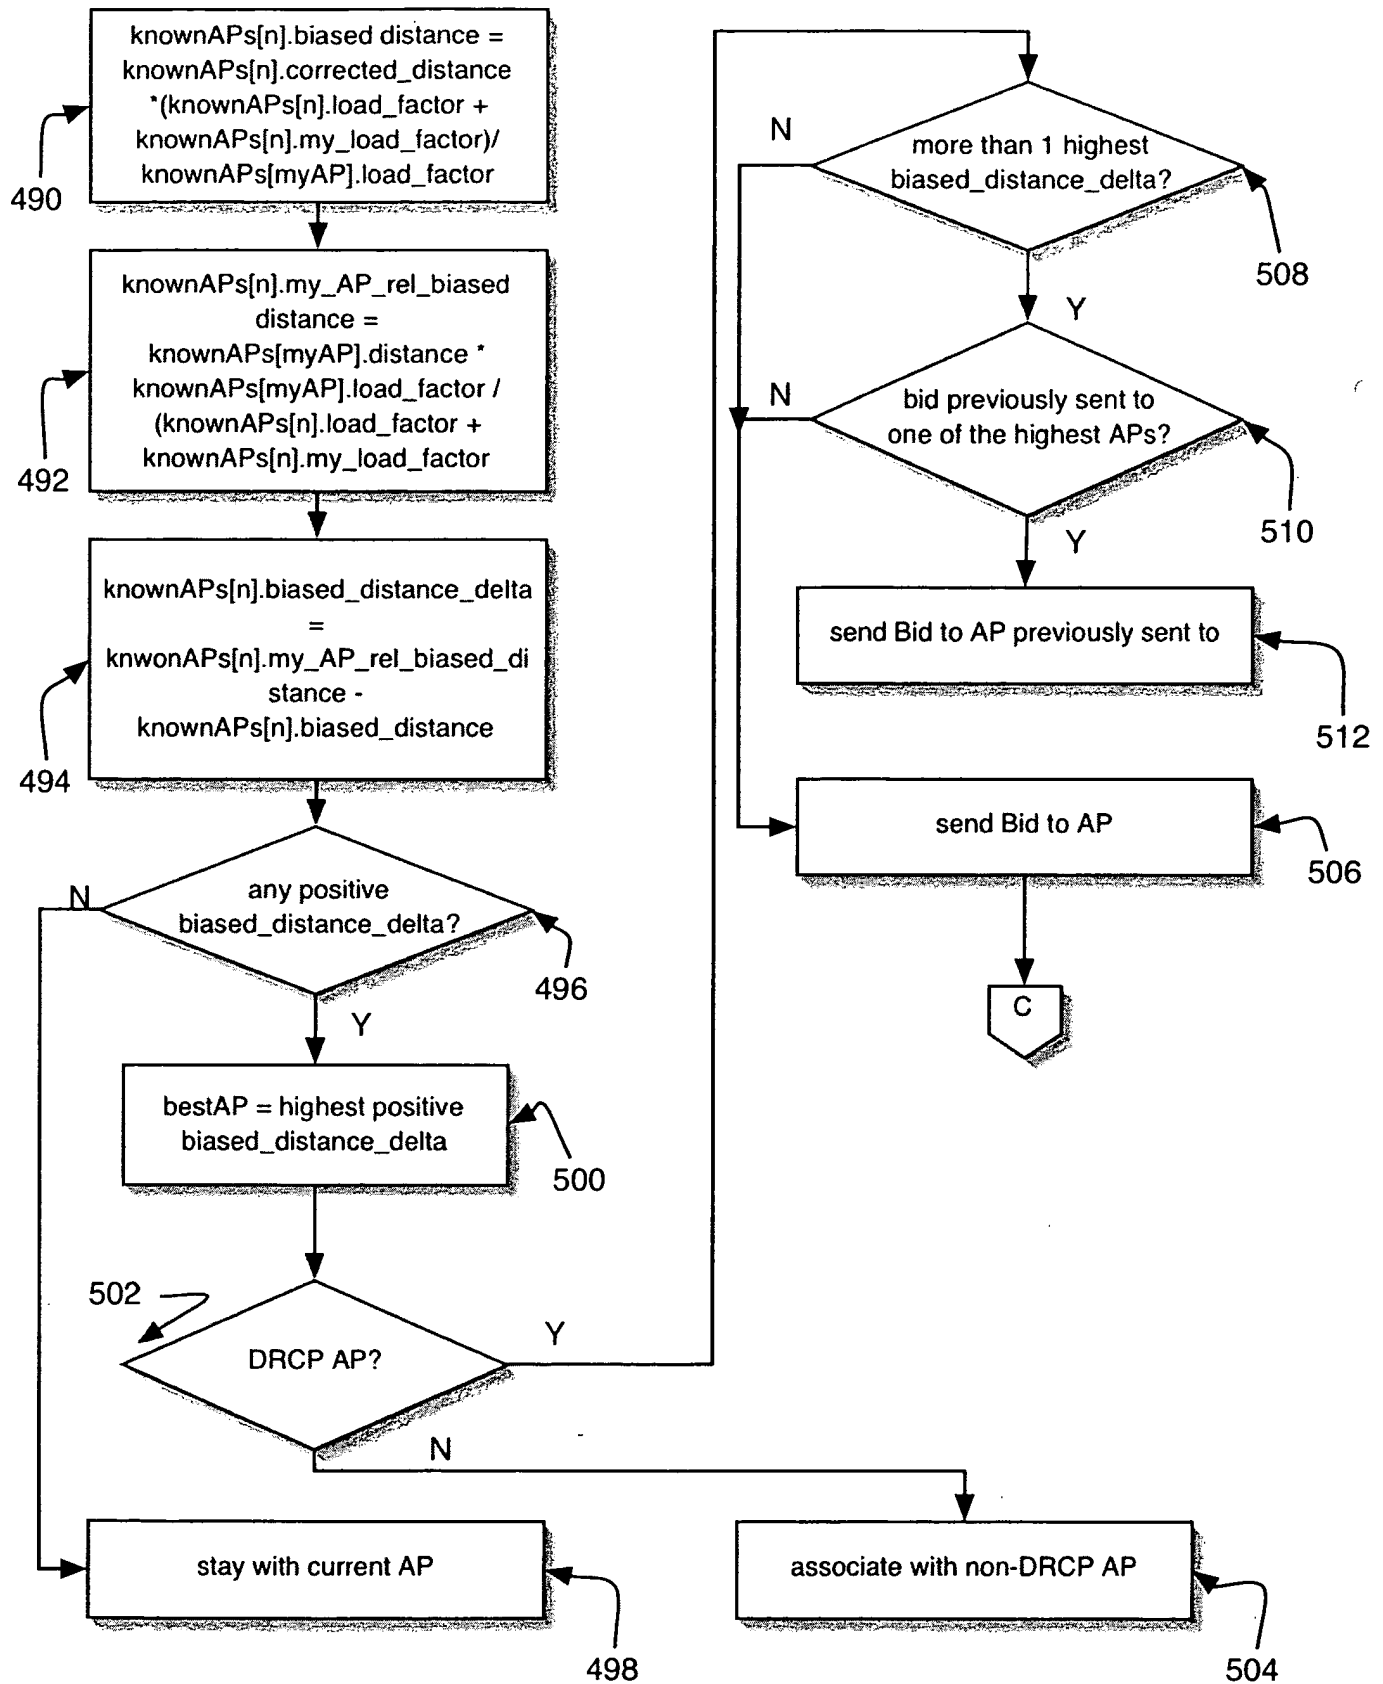 knownAPs[n].biased distance =
knownAPs[n].corrected_distance
*(knownAPs[n].load_factor +
knownAPs[n].my_load_factor)/
knownAPs[myAP].load_factor
490
knownAPs[n].my_AP_rel_biased
distance =
knownAPs[myAP].distance *
knownAPs[myAP].load_factor /
(knownAPs[n].load_factor +
knownAPs[n].my_load_factor
492
knownAPs[n].biased_distance_delta
=
knwonAPs[n].my_AP_rel_biased_di
stance -
knownAPs[n].biased_distance
494
any positive
biased_distance_delta?
N
496
Y
bestAP = highest positive
biased_distance_delta
500
502
DRCP AP?
Y
N
stay with current AP
498
more than 1 highest
biased_distance_delta?
N
508
Y
bid previously sent to
one of the highest APs?
N
510
Y
send Bid to AP previously sent to
512
send Bid to AP
506
C
associate with non-DRCP AP
504